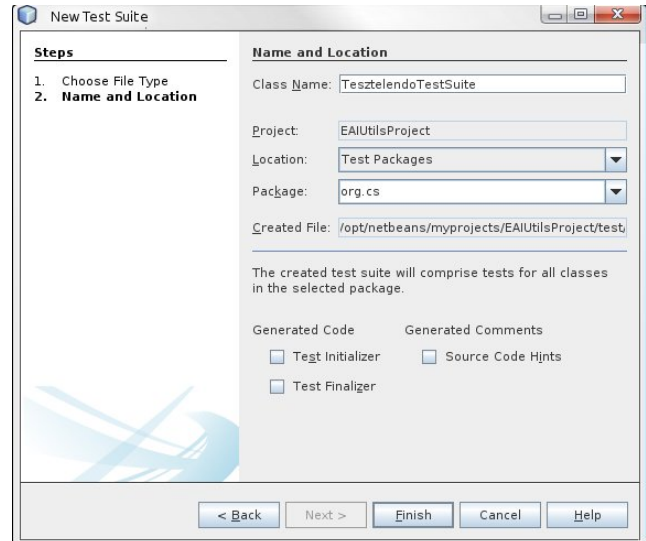 New Test Suite
Steps
1. Choose File Type
2. Name and Location
Name and Location
Class Name: TesztelendoTestSuite
Project: EAIUtilsProject
Location: Test Packages
Package: org.cs
Created File: /opt/netbeans/myprojects/EAIUtilsProject/test/
The created test suite will comprise tests for all classes
in the selected package.
Generated Code Generated Comments
Test Initializer Source Code Hints
Test Finalizer
< Back Next > Finish Cancel Help